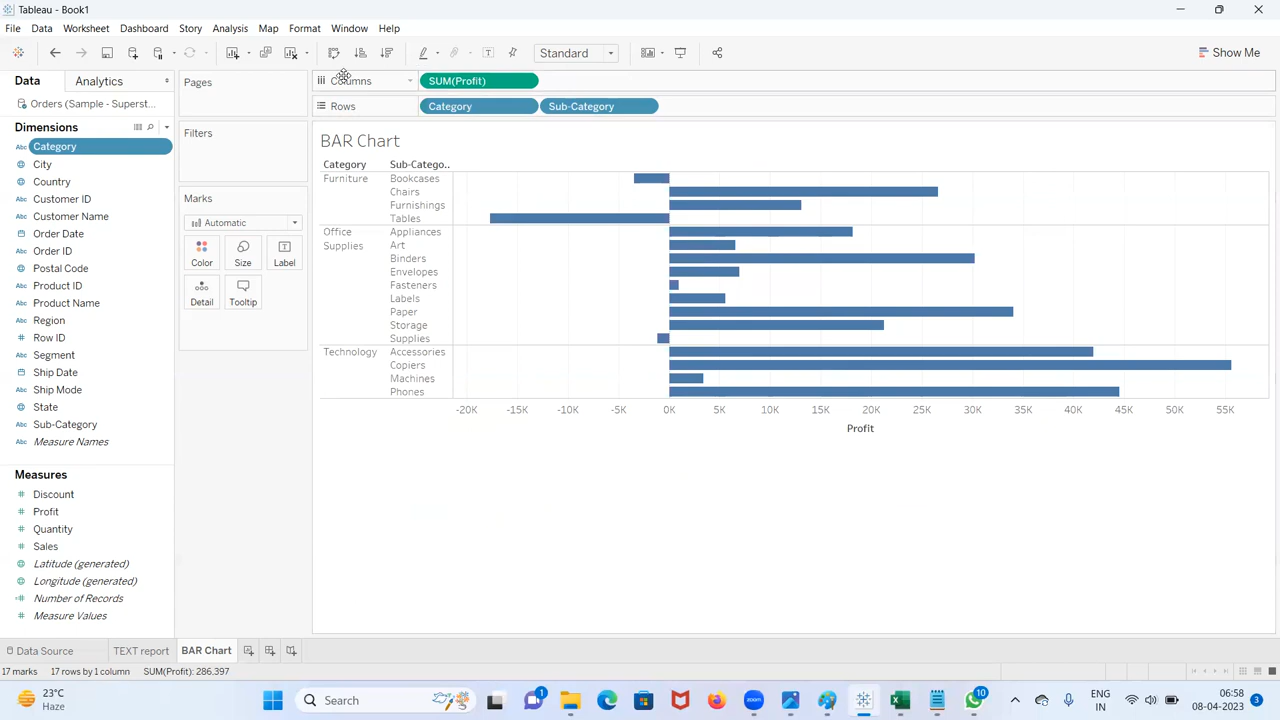 Tableau - Book1
File Data Worksheet Dashboard Story Analysis Map Format Window Help
Standard
Show Me
Data Analytics
Pages
Columns SUM(Profit)
Orders (Sample - Superst...
Rows Category Sub-Category
Dimensions
Filters
Category
City
Country
Customer ID
Customer Name
Order Date
Order ID
Postal Code
Product ID
Product Name
Region
Row ID
Segment
Ship Date
Ship Mode
State
Sub-Category
Measure Names
Measures
Discount
Profit
Quantity
Sales
Latitude (generated)
Longitude (generated)
Number of Records
Measure Values
Marks
Automatic
Color Size Label
Detail Tooltip
BAR Chart
Category Sub-Catego..
Furniture Bookcases
Chairs
Furnishings
Tables
Office Supplies Appliances
Art
Binders
Envelopes
Fasteners
Labels
Paper
Storage
Supplies
Technology Accessories
Copiers
Machines
Phones
-20K -15K -10K -5K 0K 5K 10K 15K 20K 25K 30K 35K 40K 45K 50K 55K
Profit
Data Source TEXT report BAR Chart
17 marks 17 rows by 1 column SUM(Profit): 286,397
23°C
Haze
Search
1
10
ENG
IN
06:58
08-04-2023
3